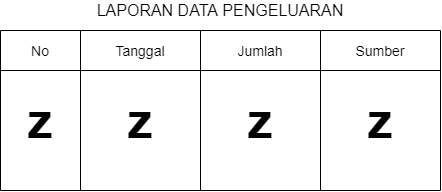 LAPORAN DATA PENGELUARAN
No Tanggal Jumlah Sumber
Z Z Z Z